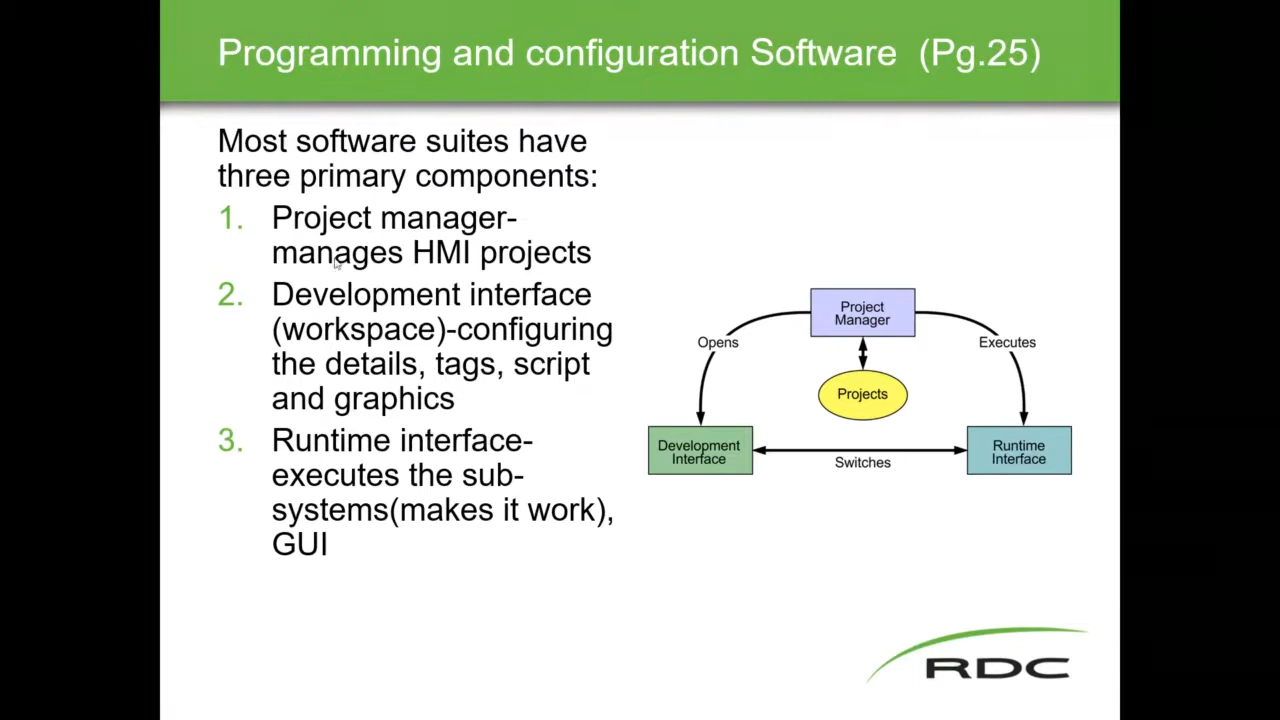 Programming and configuration Software (Pg.25)
Most software suites have
three primary components:
1. Project manager-
manages HMI projects
2. Development interface
(workspace)-configuring
the details, tags, script
and graphics
3. Runtime interface-
executes the sub-
systems(makes it work),
GUI
Project
Manager
Opens
Executes
Projects
Development
Interface
Switches
Runtime
Interface
RDC